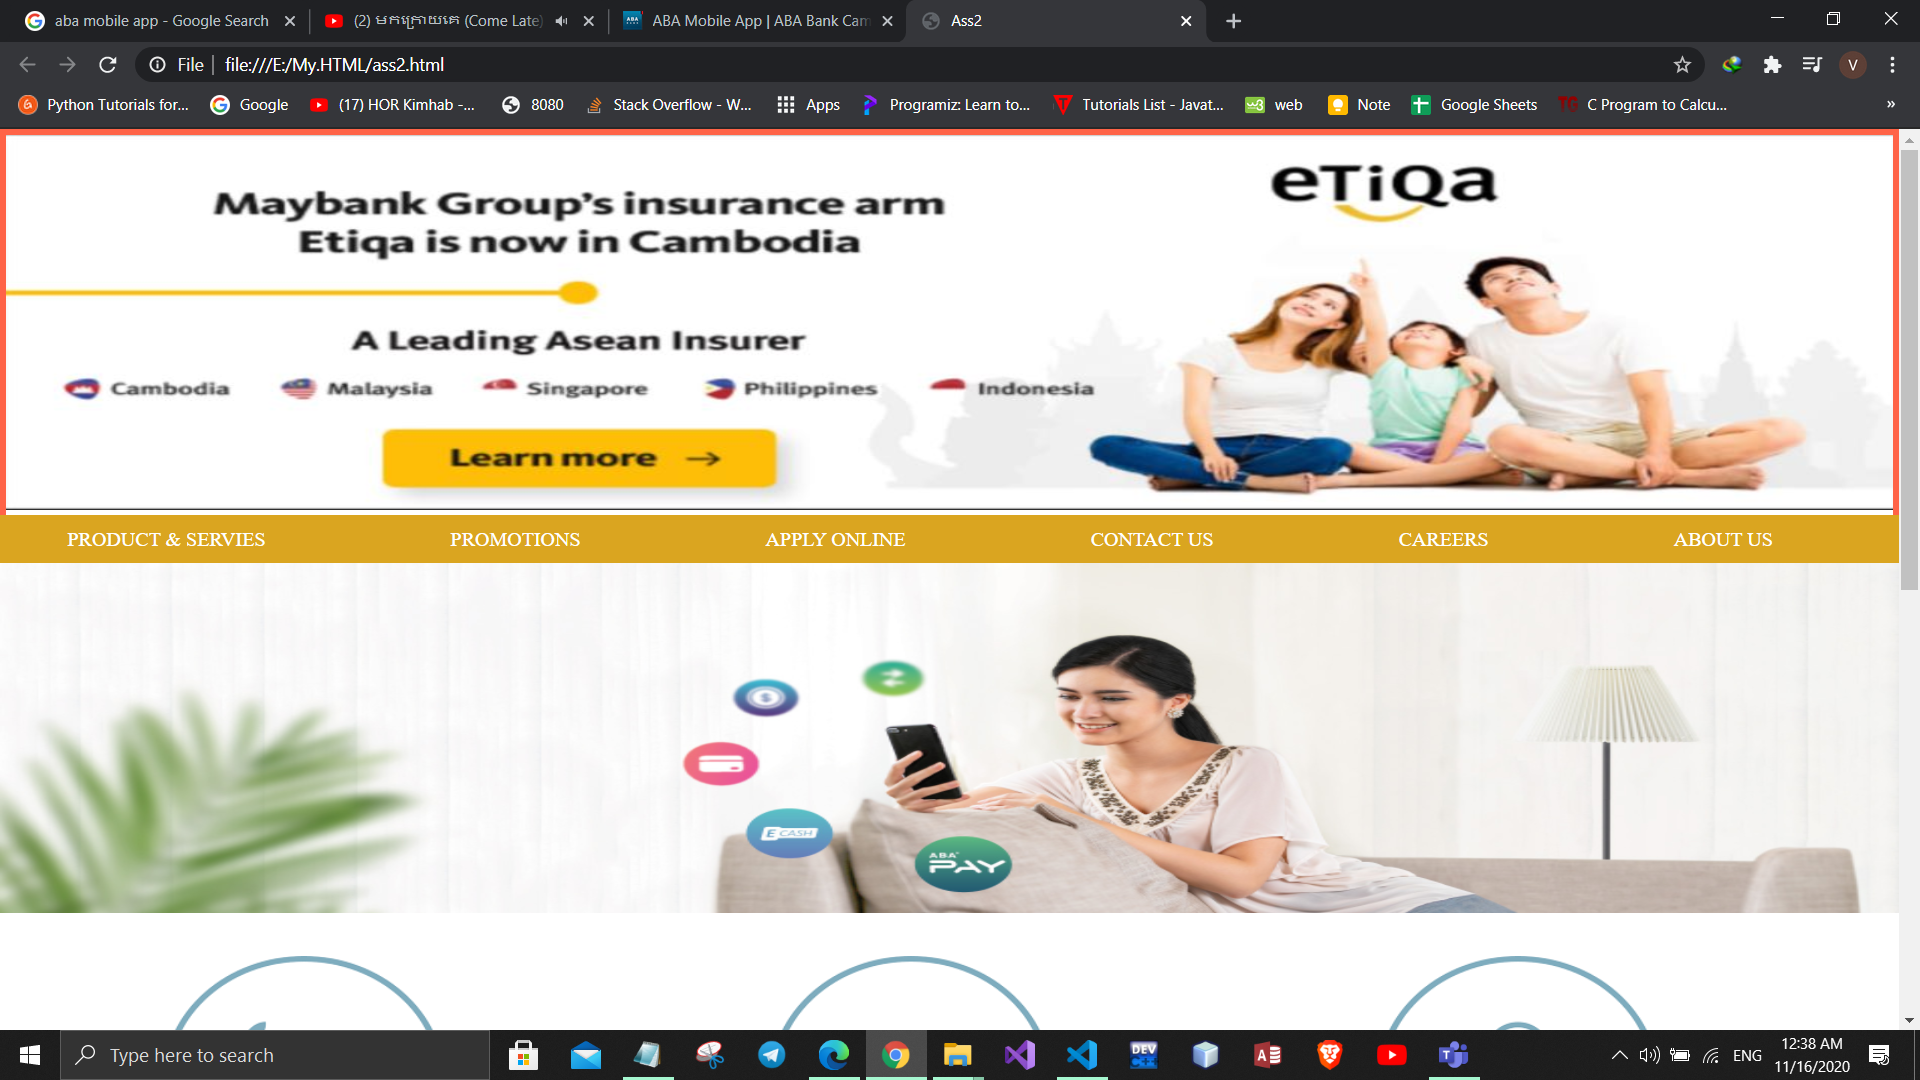 aba mobile app - Google Search
(2) មកក្រោយគេ (Come Late)
ABA Mobile App | ABA Bank Cam
Ass2
File
file:///E:/My.HTML/ass2.html
V
Python Tutorials for...
Google
(17) HOR Kimhab -...
8080
Stack Overflow - W...
Apps
Programiz: Learn to...
Tutorials List - Javat...
web
Note
Google Sheets
C Program to Calcu...
»
eTiQa
Maybank Group's insurance arm
Etiqa is now in Cambodia
A Leading Asean Insurer
Cambodia Malaysia Singapore Philippines Indonesia
Learn more →
PRODUCT & SERVIES PROMOTIONS APPLY ONLINE CONTACT US CAREERS ABOUT US
E CASH
ABA
PAY
Type here to search
DEV
C++
ENG
12:38 AM
11/16/2020